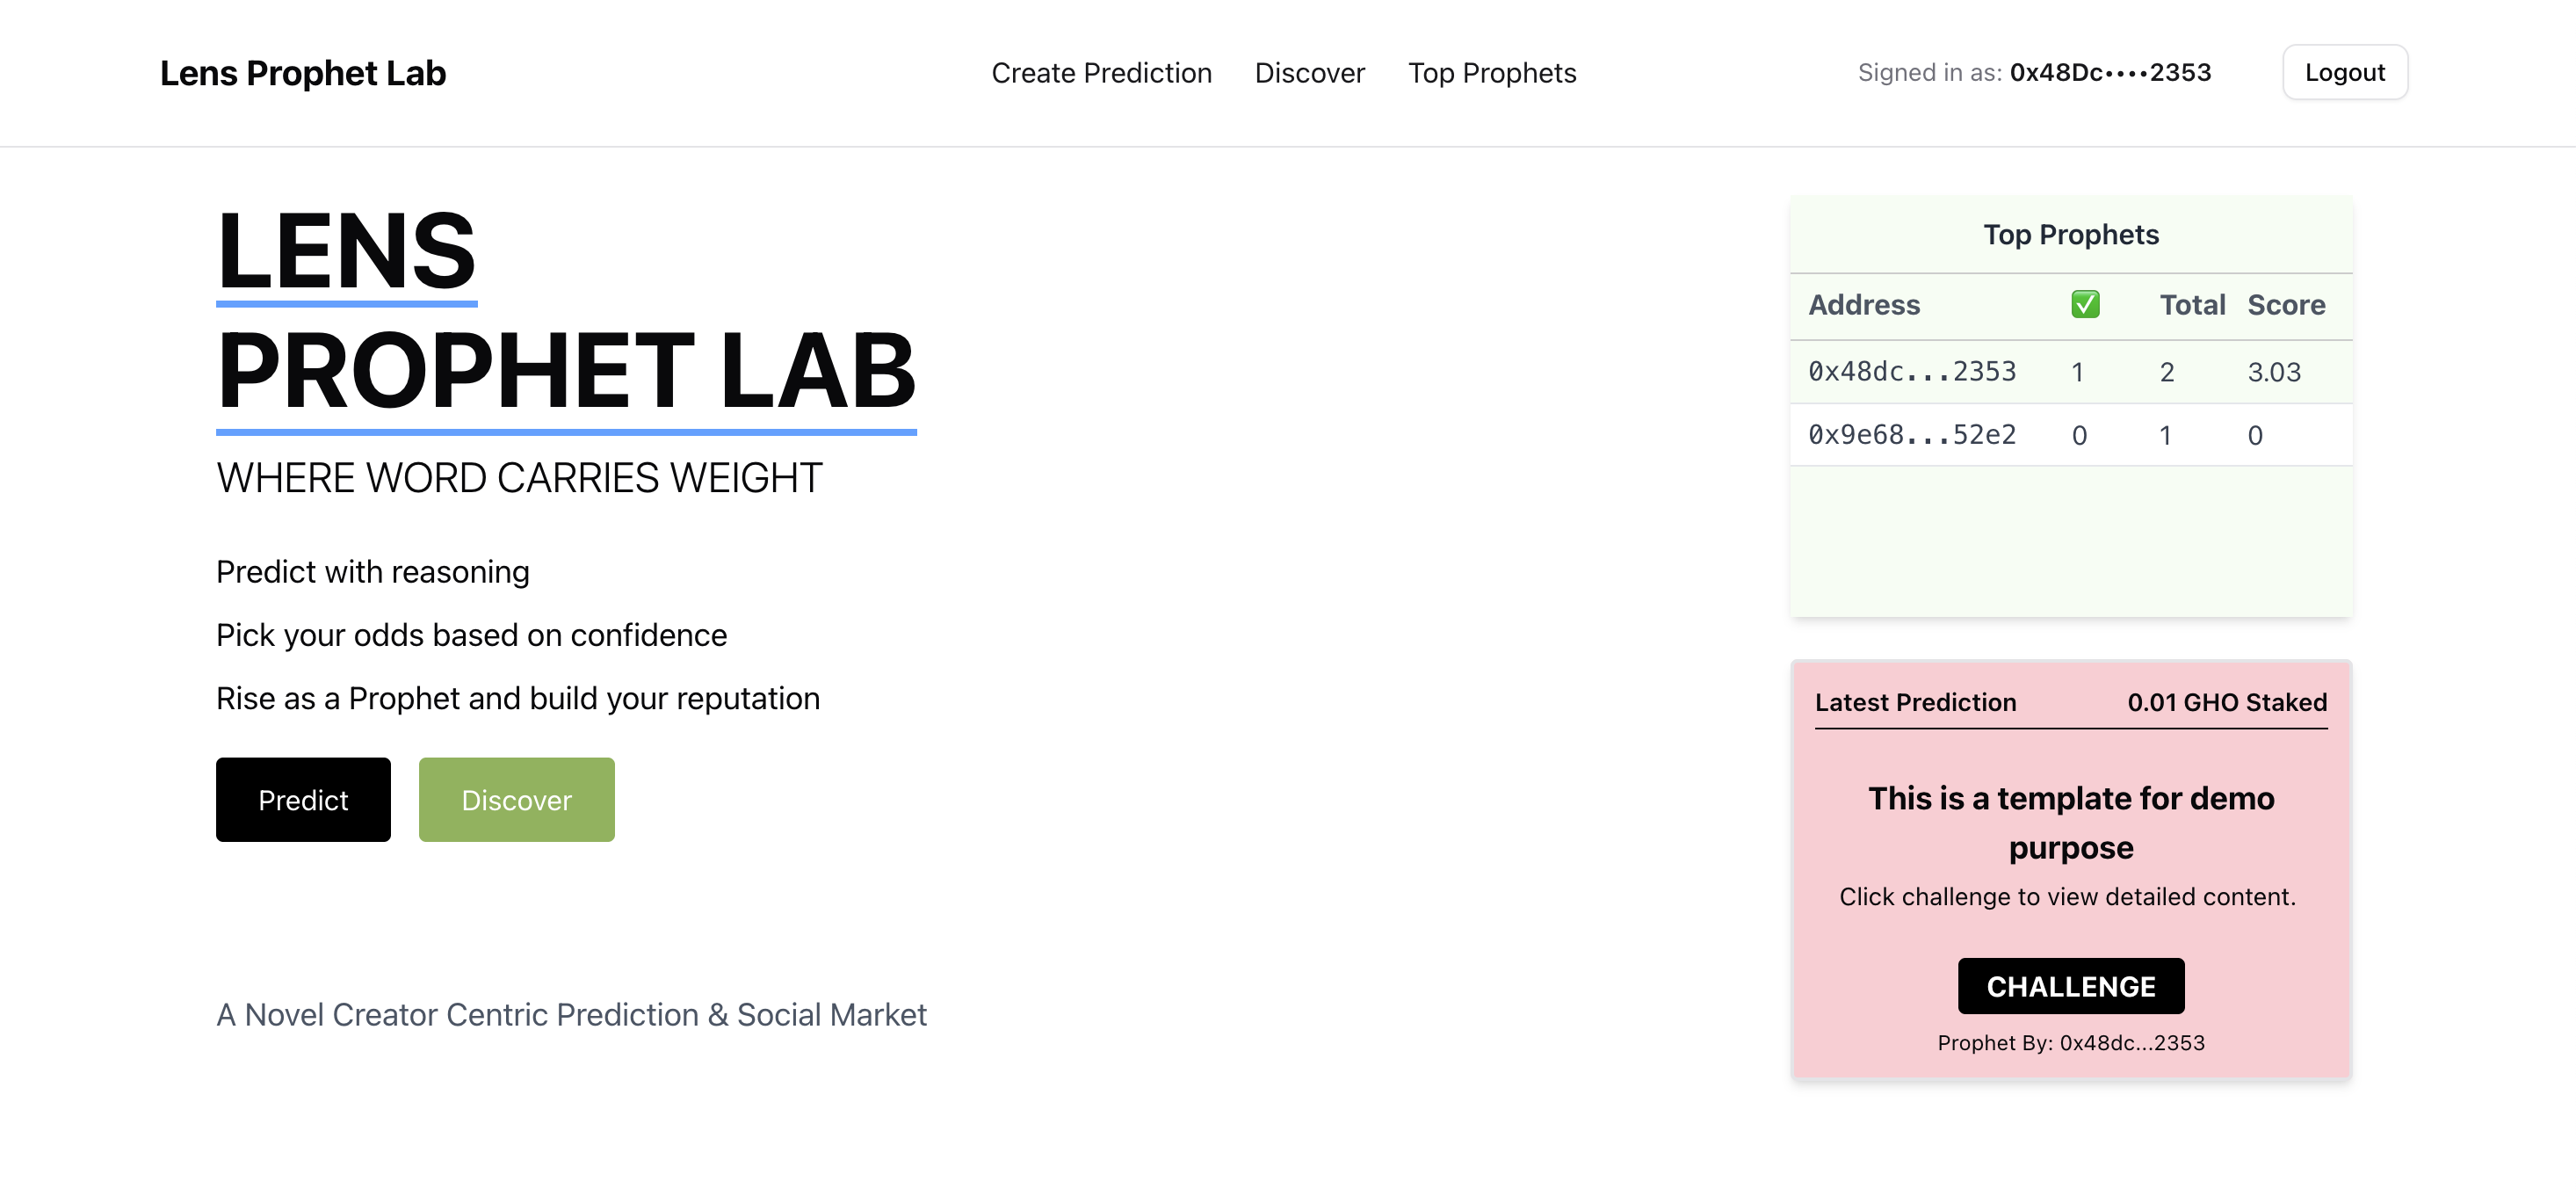 Lens Prophet Lab
Create Prediction Discover Top Prophets
Signed in as: 0x48Dc••••2353
Logout
LENS
PROPHET LAB
WHERE WORD CARRIES WEIGHT
Predict with reasoning
Pick your odds based on confidence
Rise as a Prophet and build your reputation
Predict Discover
A Novel Creator Centric Prediction & Social Market
Top Prophets
Address ✅ Total Score
0x48dc...2353 1 2 3.03
0x9e68...52e2 0 1 0
Latest Prediction 0.01 GHO Staked
This is a template for demo
purpose
Click challenge to view detailed content.
CHALLENGE
Prophet By: 0x48dc...2353